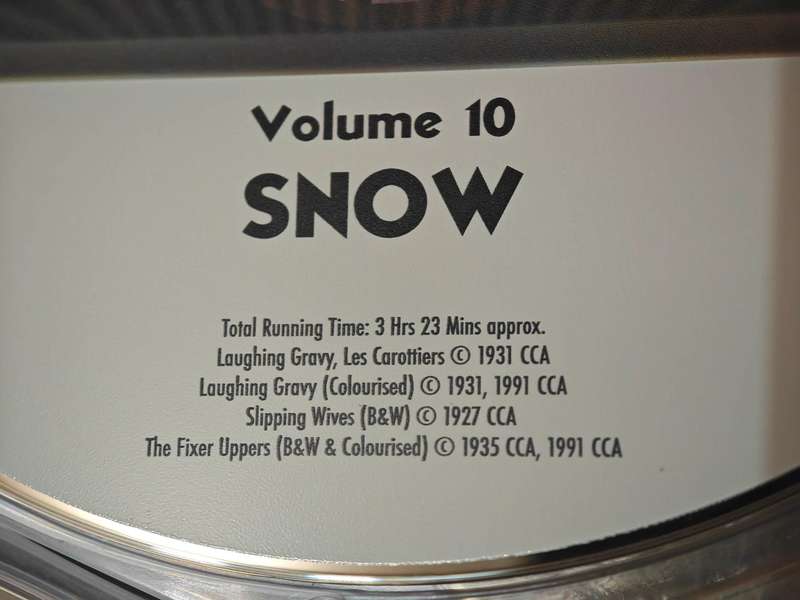 Volume 10
SNOW
Total Running Time: 3 Hrs 23 Mins approx.
Laughing Gravy, Les Carottiers © 1931 CCA
Laughing Gravy (Colourised) © 1931, 1991 CCA
Slipping Wives (B&W) © 1927 CCA
The Fixer Uppers (B&W & Colourised) © 1935 CCA, 1991 CCA